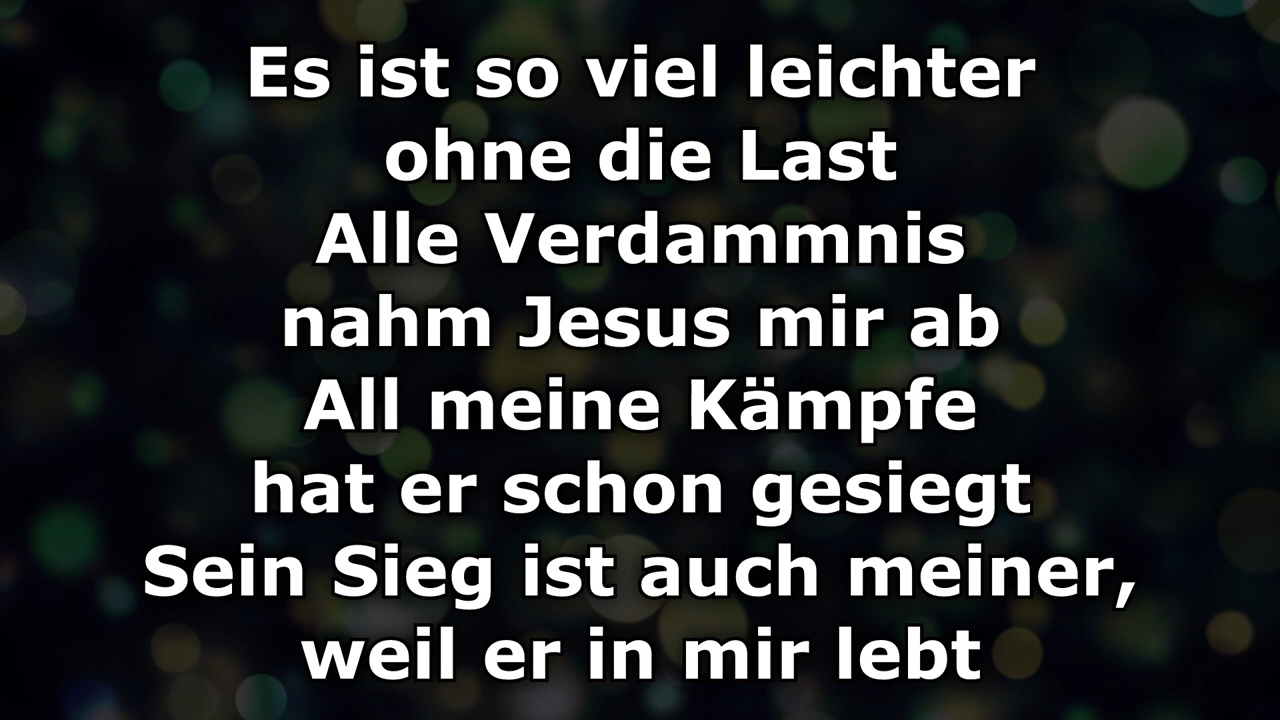 Es ist so viel leichter
ohne die Last
Alle Verdammnis
nahm Jesus mir ab
All meine Kämpfe
hat er schon gesiegt
Sein Sieg ist auch meiner,
weil er in mir lebt